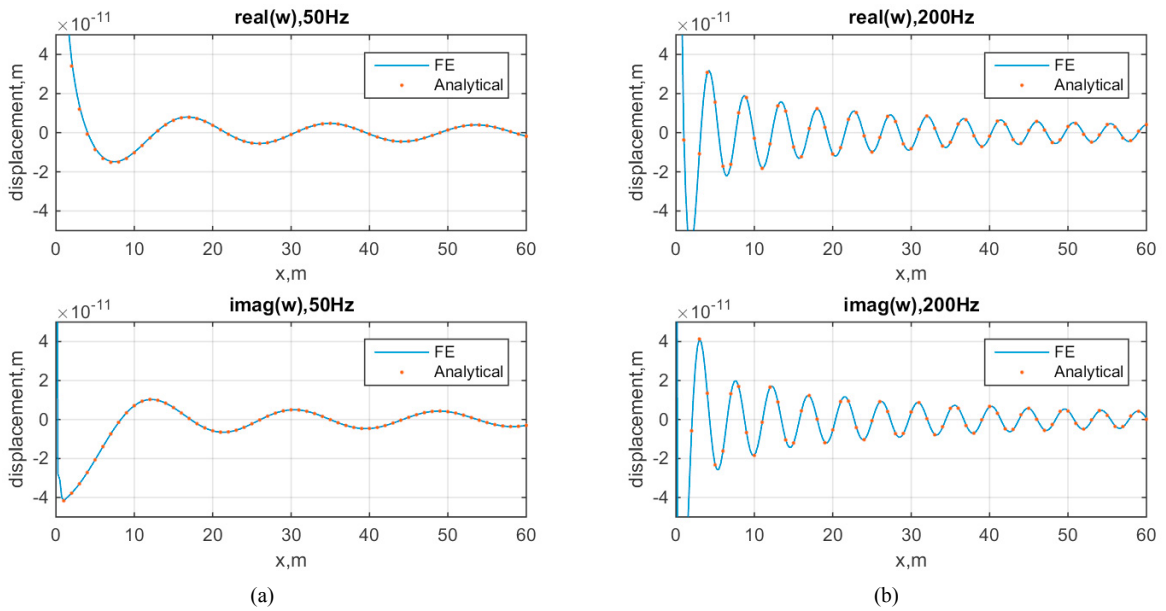 real(w),50Hz
×10-11
4
2
0
-2
-4
displacement,m
FE
Analytical
0 10 20 30 40 50 60
x,m
real(w),200Hz
×10-11
4
2
0
-2
-4
displacement,m
FE
Analytical
0 10 20 30 40 50 60
x,m
imag(w),50Hz
×10-11
4
2
0
-2
-4
displacement,m
FE
Analytical
0 10 20 30 40 50 60
x,m
(a)
imag(w),200Hz
×10-11
4
2
0
-2
-4
displacement,m
FE
Analytical
0 10 20 30 40 50 60
x,m
(b)